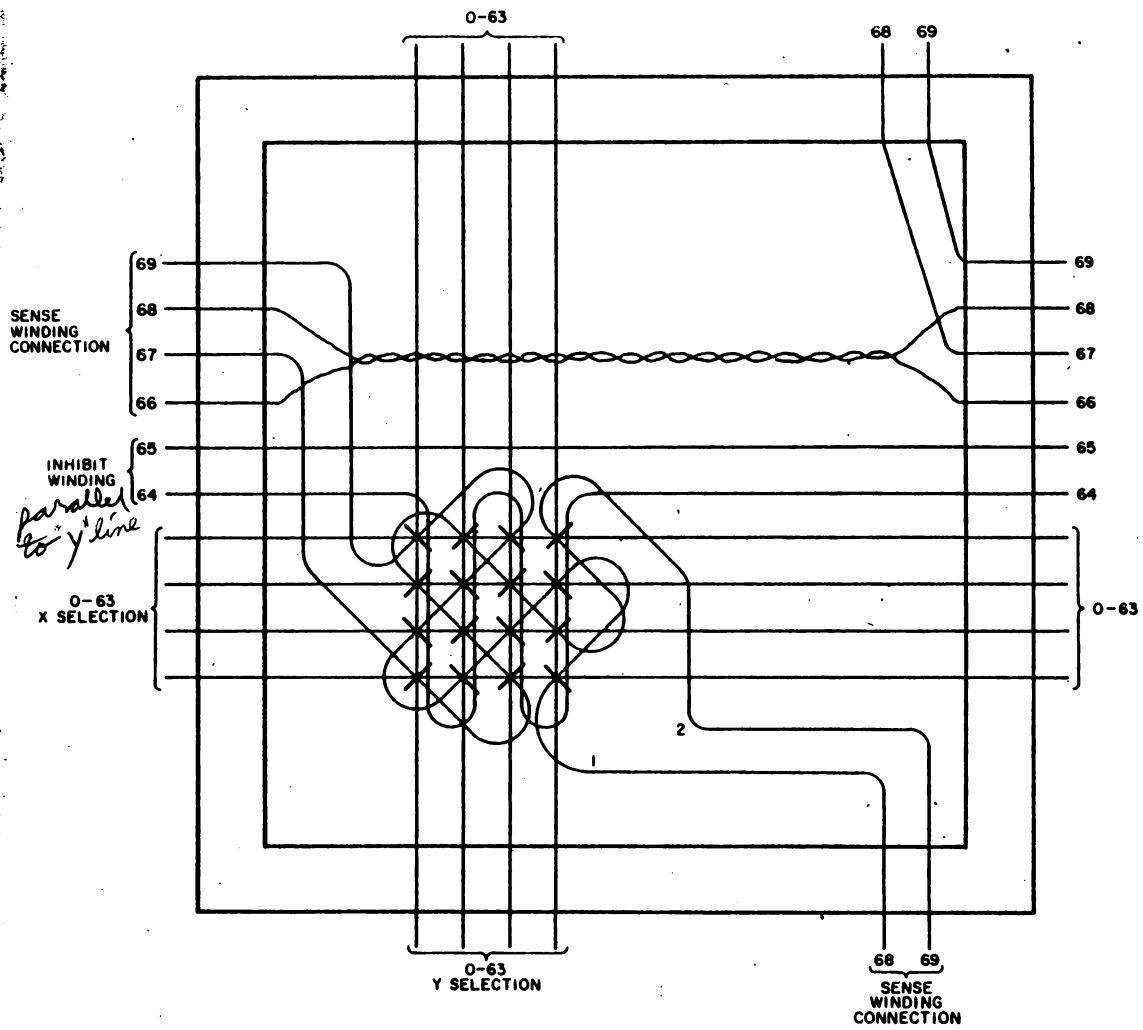 0-63
68 69
69
68
67
66
SENSE
WINDING
CONNECTION
65
64
INHIBIT
WINDING
parallel
to "y" line
0-63
X SELECTION
69
68
67
66
65
64
0-63
2
1
0-63
Y SELECTION
68 69
SENSE
WINDING
CONNECTION